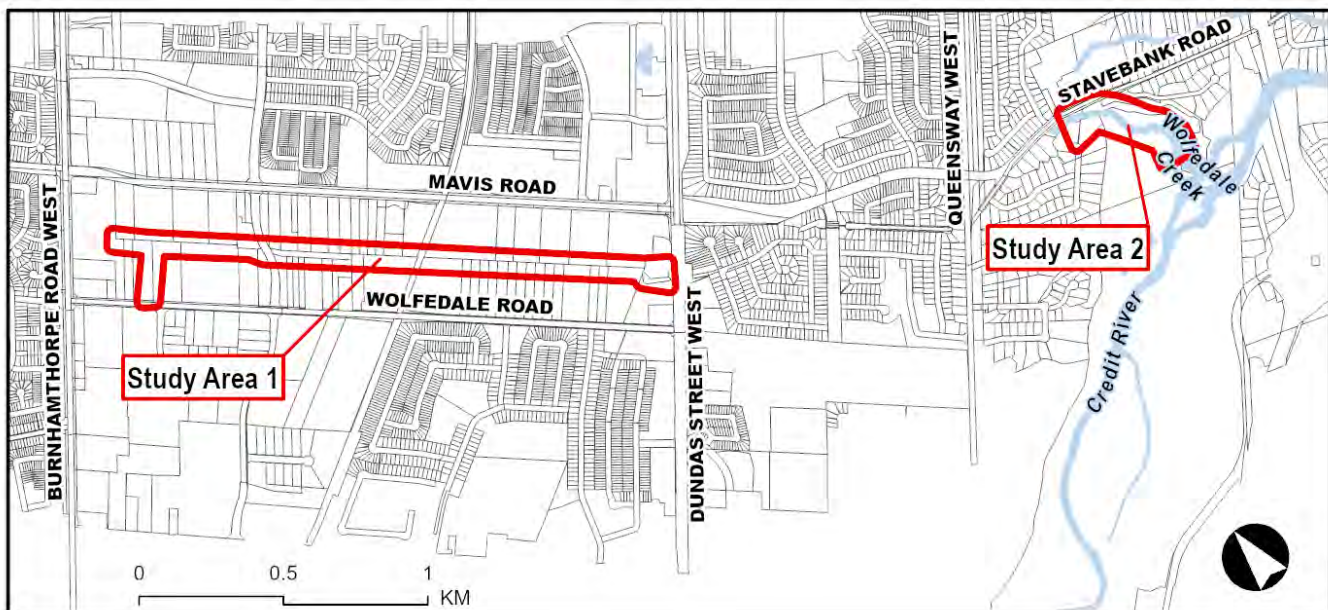 STAVEBANK ROAD
QUEENSWAY WEST
Wolfedale
Creek
MAVIS ROAD
BURNHAMTHORPE ROAD WEST
Study Area 2
WOLFEDALE ROAD
Study Area 1
DUNDAS STREET WEST
Credit River
0 0.5 1
KM